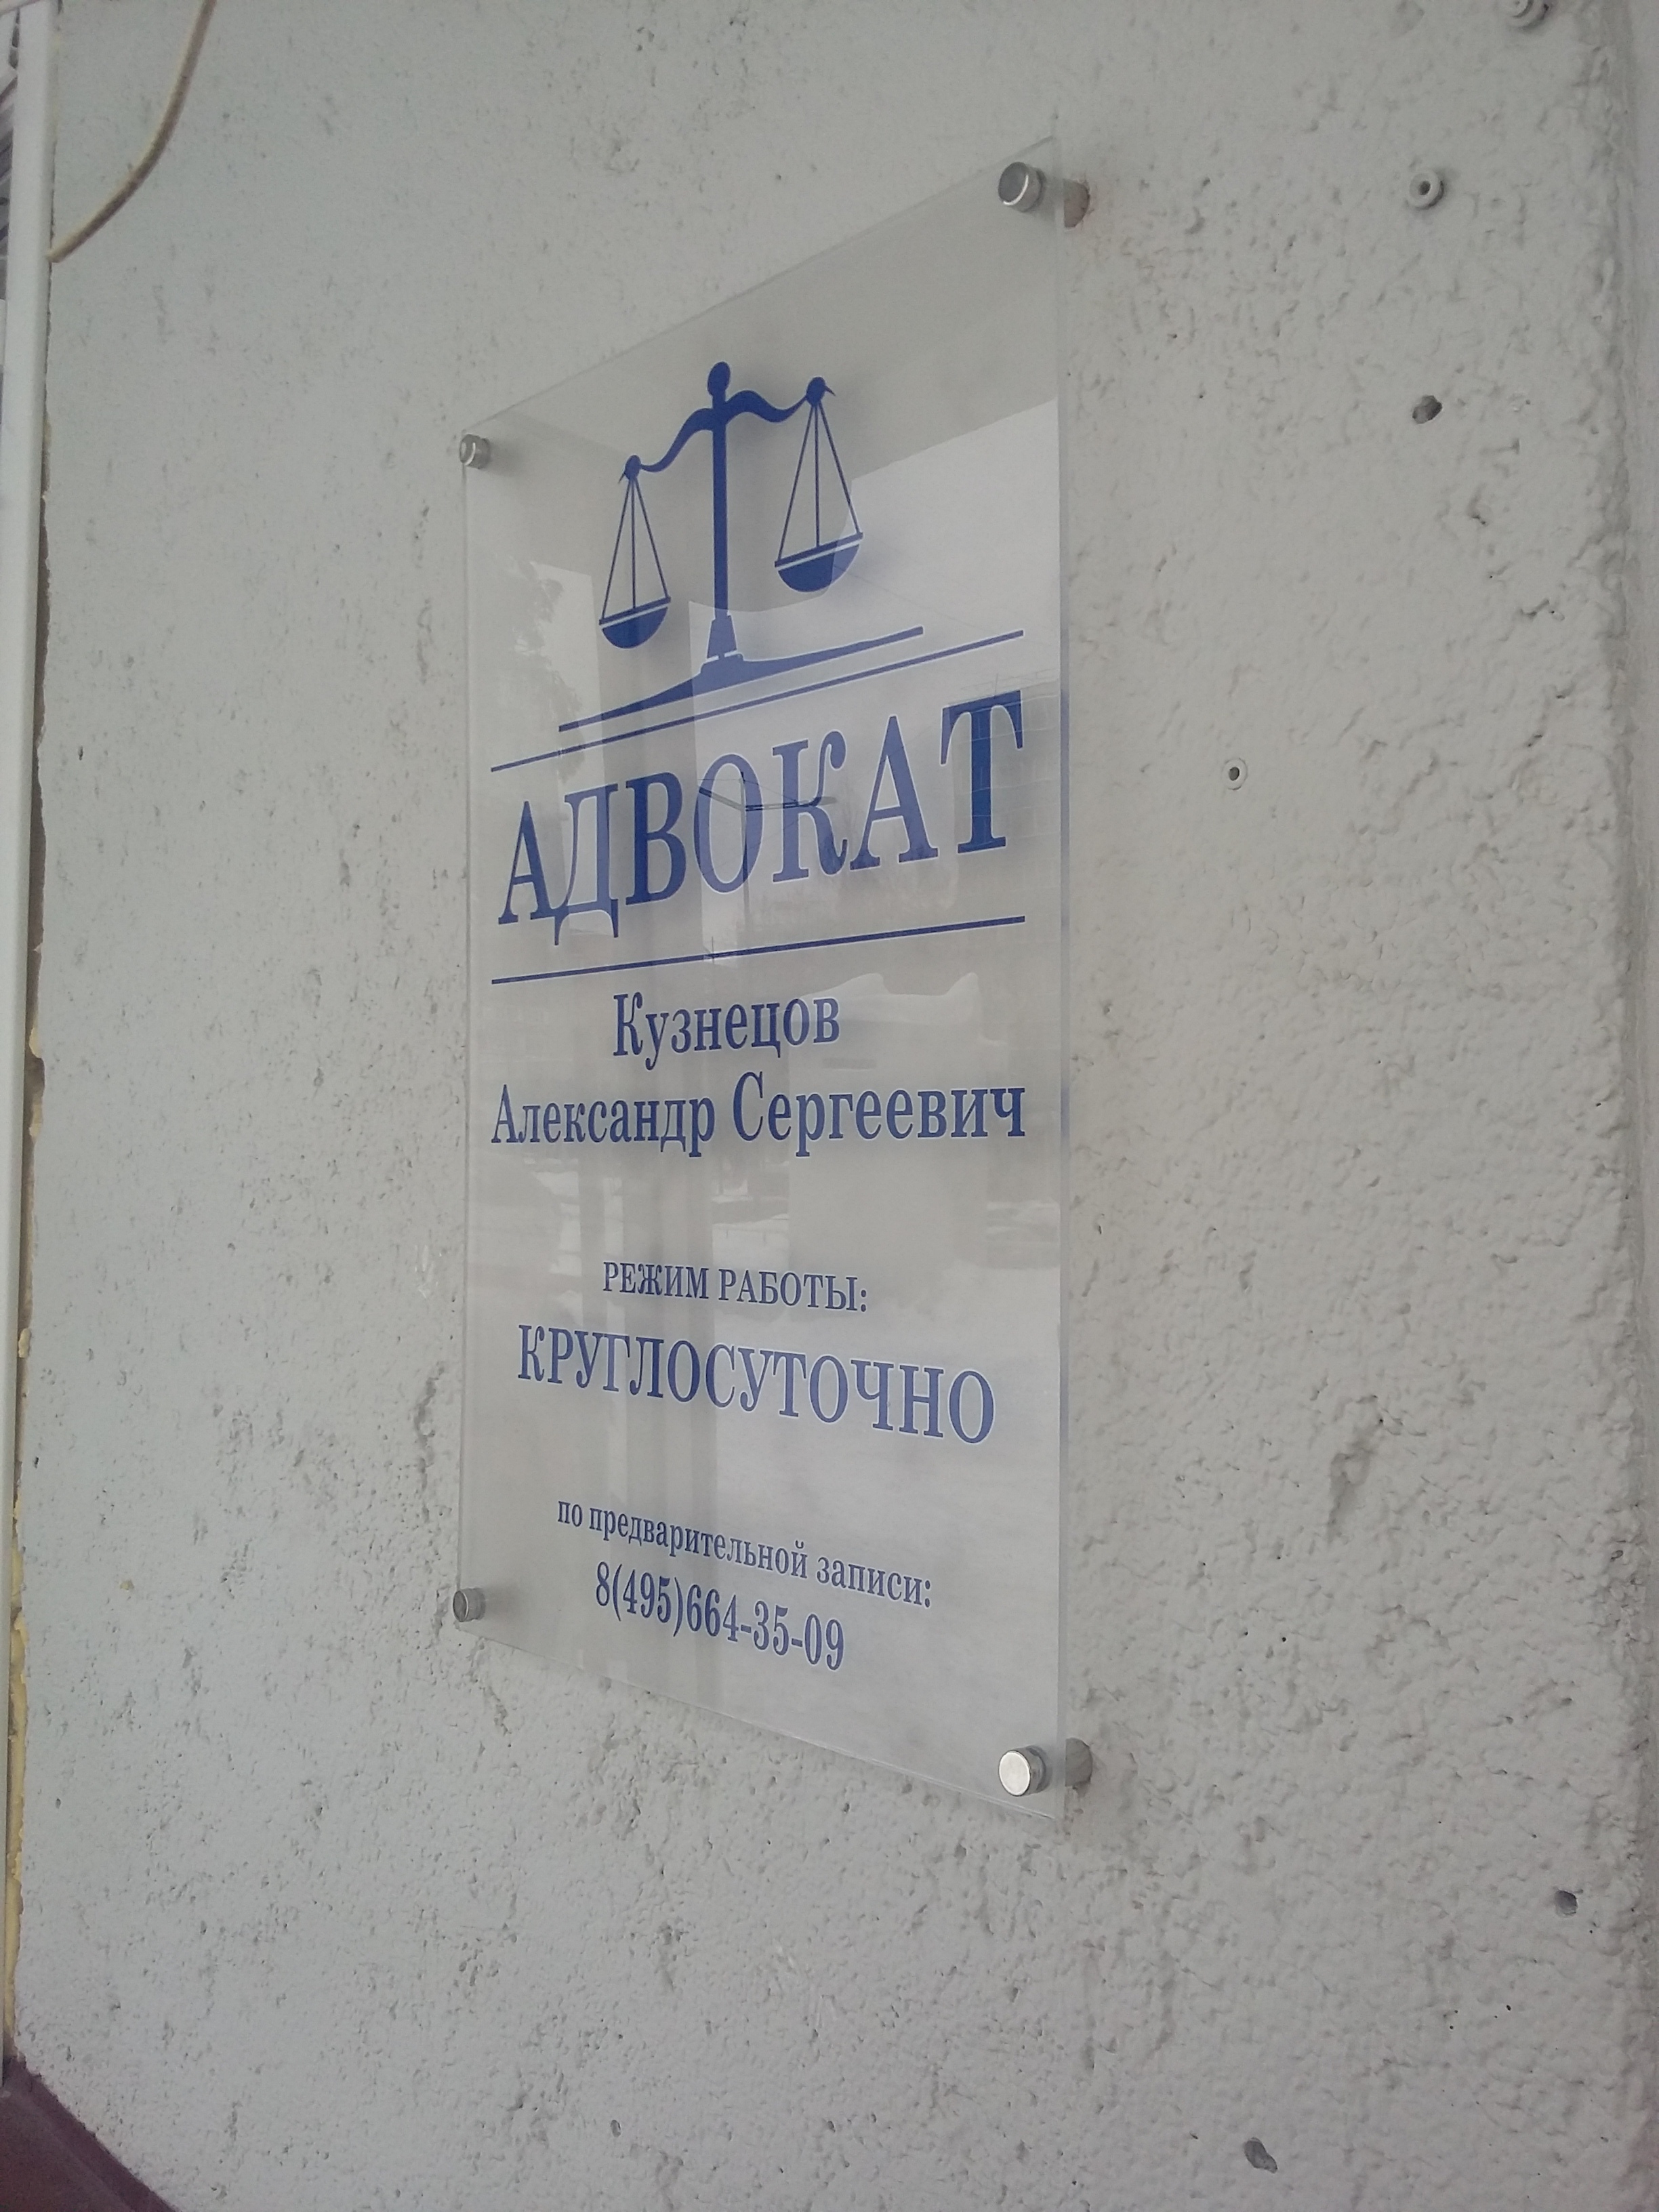 АДВОКАТ
Кузнецов
Александр Сергеевич
РЕЖИМ РАБОТЫ:
КРУГЛОСУТОЧНО
по предварительной записи:
8(495)664-35-09